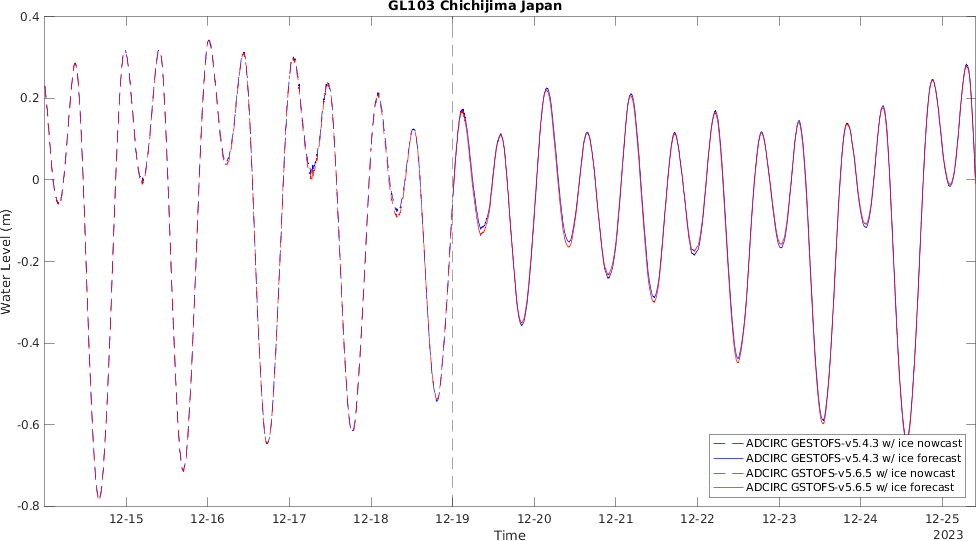 GL103 Chichijima Japan
0.4
0.2
0
-0.2
-0.4
-0.6
-0.8
Water Level (m)
ADCIRC GESTOFS-v5.4.3 w/ ice nowcast
ADCIRC GESTOFS-v5.4.3 w/ ice forecast
ADCIRC GSTOFS-v5.6.5 w/ ice nowcast
ADCIRC GSTOFS-v5.6.5 w/ ice forecast
12-15 12-16 12-17 12-18 12-19 12-20 12-21 12-22 12-23 12-24 12-25
Time
2023